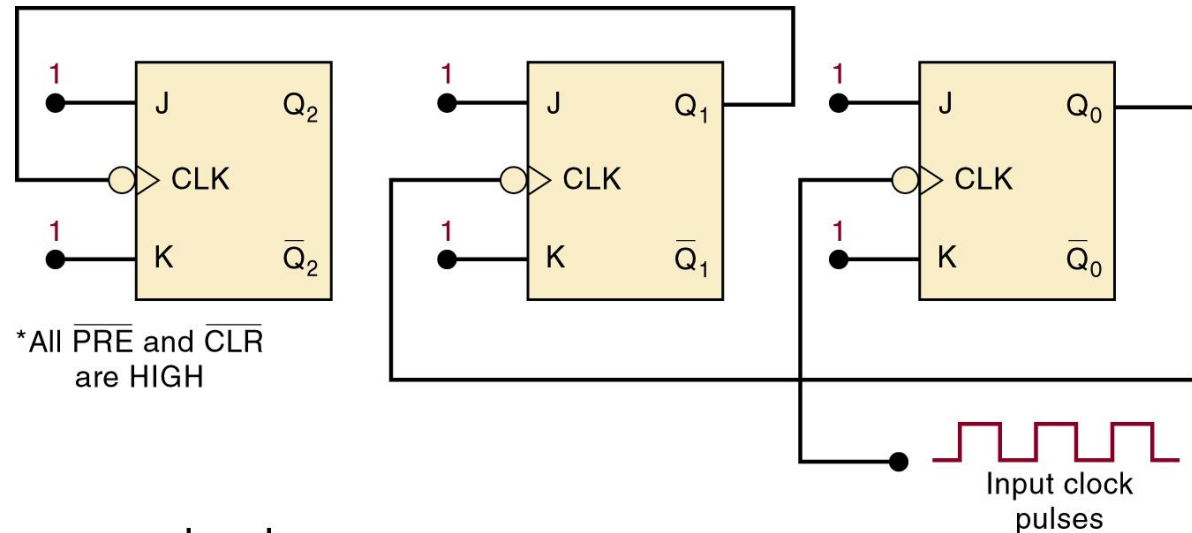 1 1 1
J Q₂ J Q₁ J Q₀
CLK CLK CLK
1 1 1
K Q̅₂ K Q̅₁ K Q̅₀
*All P̅R̅E̅ and C̅L̅R̅
are HIGH
Input clock
pulses